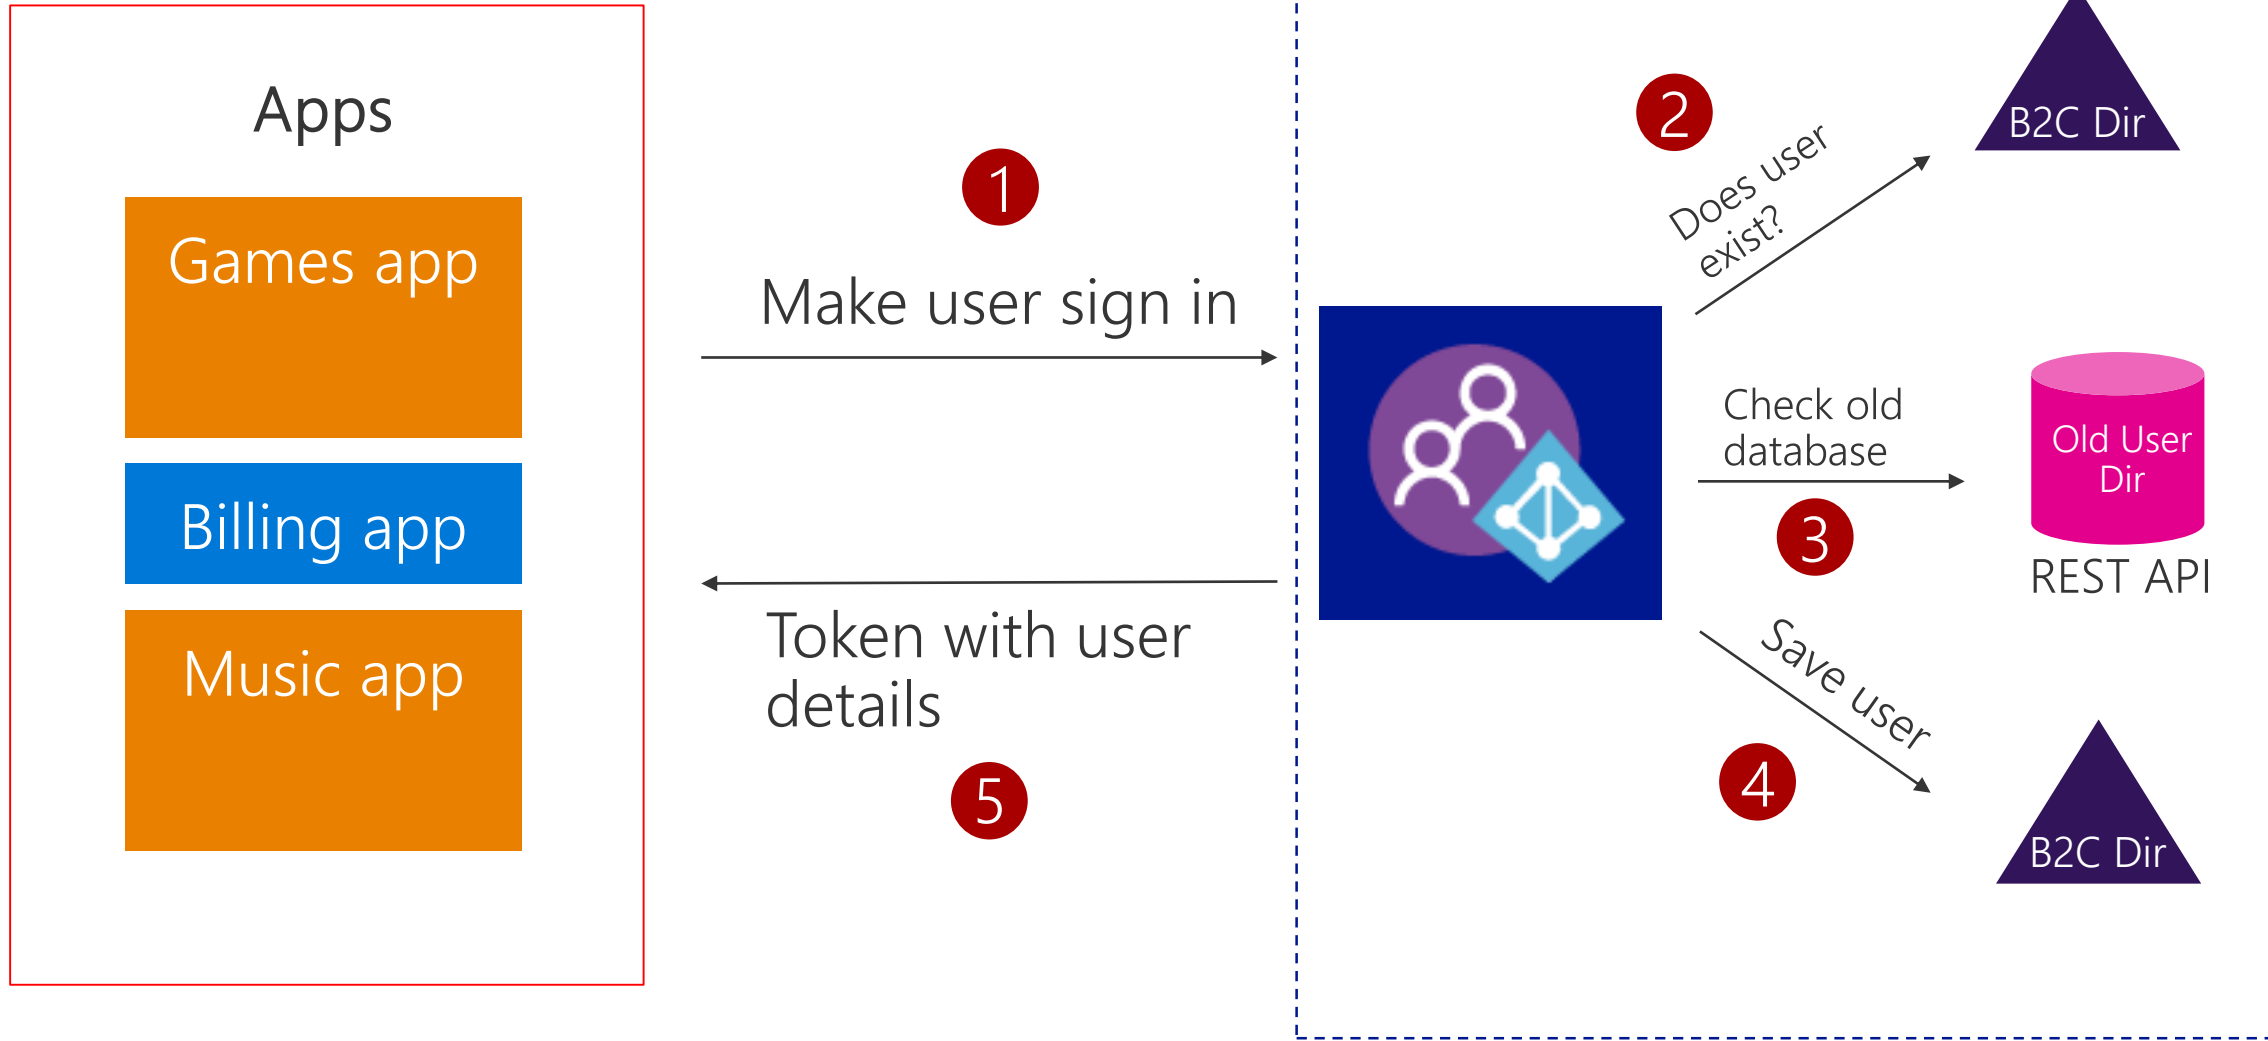 Apps
Games app
Billing app
Music app
1
Make user sign in
Token with user
details
5
2
Does user
exist?
B2C Dir
Check old
database
3
Old User
Dir
REST API
Save user
4
B2C Dir